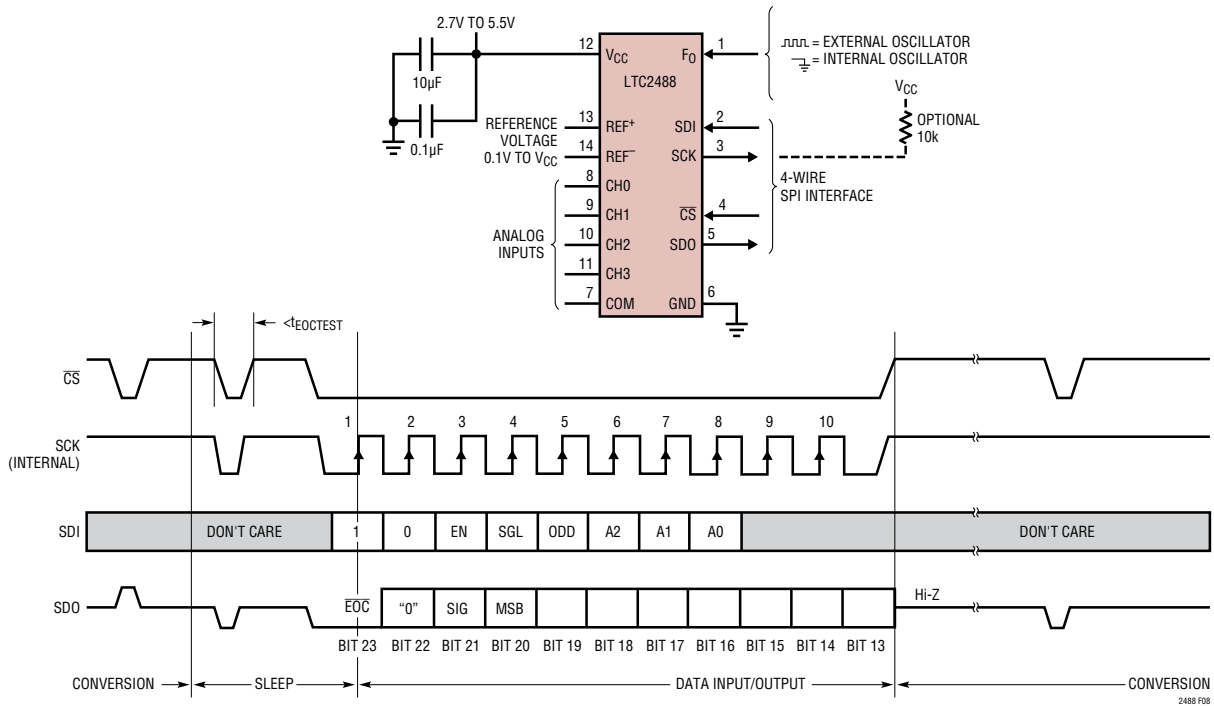 2.7V TO 5.5V
10µF
0.1µF
REFERENCE
VOLTAGE
0.1V TO VCC
ANALOG
INPUTS
12
13
14
8
9
10
11
7
VCC
REF+
REF–
CH0
CH1
CH2
CH3
COM
LTC2488
FO
SDI
SCK
CS
SDO
GND
1
2
3
4
5
6
= EXTERNAL OSCILLATOR
= INTERNAL OSCILLATOR
VCC
OPTIONAL
10k
4-WIRE
SPI INTERFACE
<tEOCTEST
CS
SCK
(INTERNAL)
1 2 3 4 5 6 7 8 9 10
SDI DON'T CARE 1 0 EN SGL ODD A2 A1 A0 DON'T CARE
SDO EOC “0” SIG MSB Hi-Z
BIT 23 BIT 22 BIT 21 BIT 20 BIT 19 BIT 18 BIT 17 BIT 16 BIT 15 BIT 14 BIT 13
CONVERSION SLEEP DATA INPUT/OUTPUT CONVERSION
2488 F08